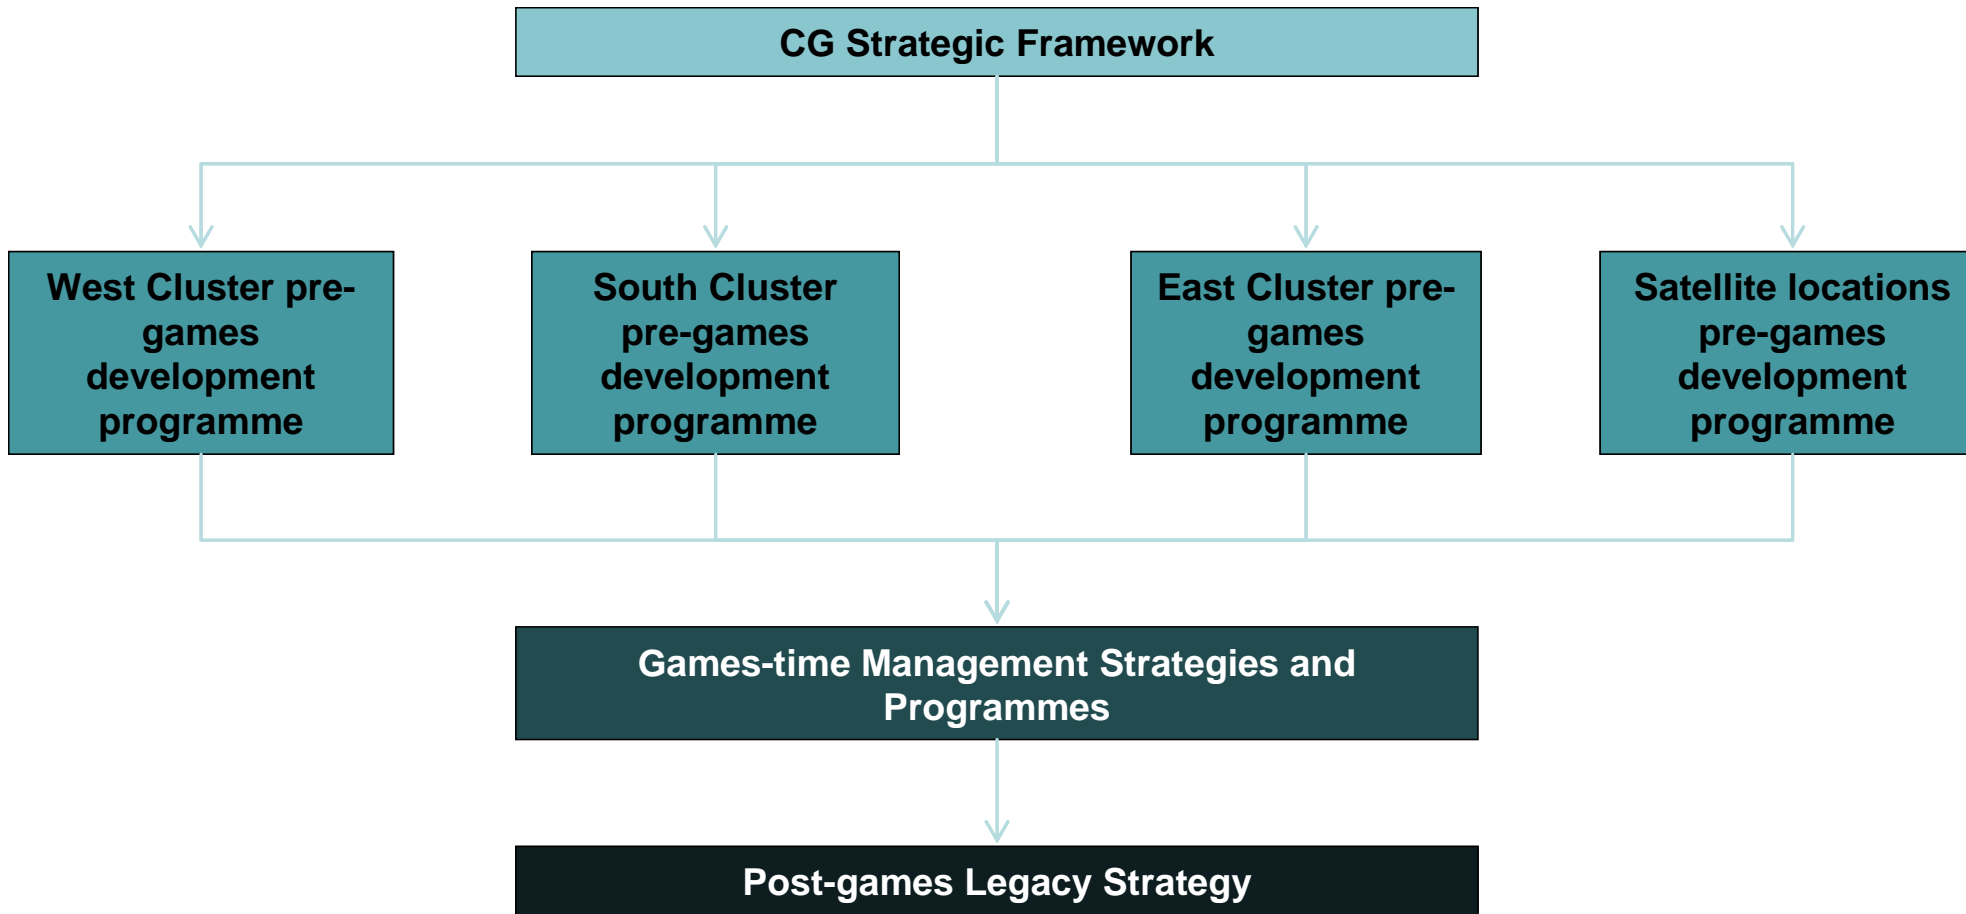 CG Strategic Framework
West Cluster pre-
games
development
programme
South Cluster
pre-games
development
programme
East Cluster pre-
games
development
programme
Satellite locations
pre-games
development
programme
Games-time Management Strategies and
Programmes
Post-games Legacy Strategy